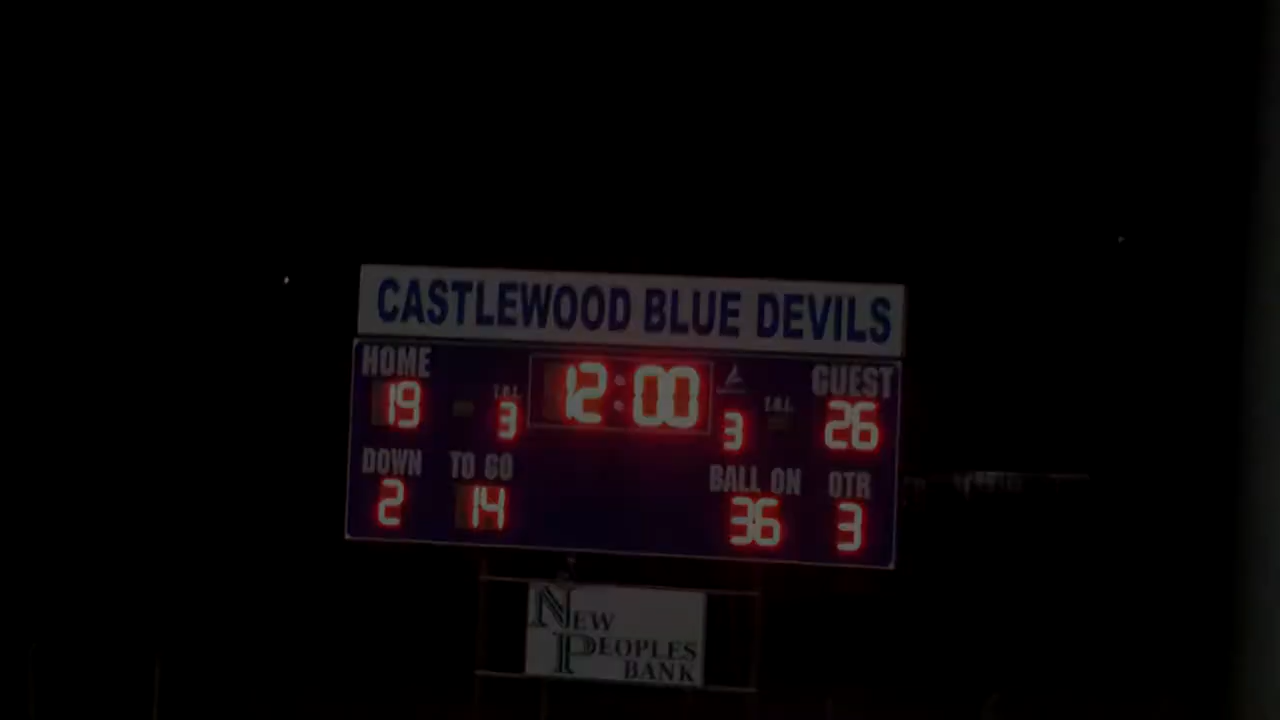 CASTLEWOOD BLUE DEVILS
HOME 12:00 GUEST
19 T.O.L. 3 3 T.O.L. 26
DOWN TO GO BALL ON QTR
2 14 36 3
NEW
PEOPLES
BANK